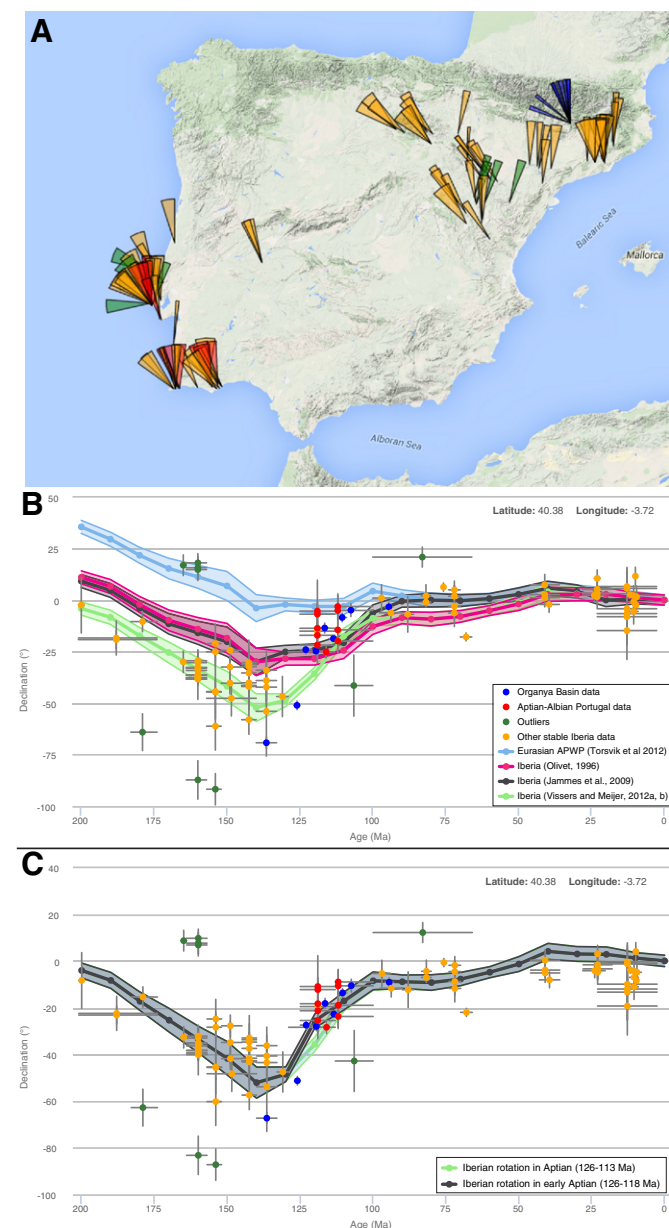 A
Balearic Sea
Mallorca
Alboran Sea
B
Latitude: 40.38 Longitude: -3.72
50
25
0
-25
-50
-75
-100
Declination (°)
Organya Basin data
Aptian-Albian Portugal data
Outliers
Other stable Iberia data
Eurasian APWP (Torsvik et al 2012)
Iberia (Olivet, 1996)
Iberia (Jammes et al., 2009)
Iberia (Vissers and Meijer, 2012a, b)
200 175 150 125 100 75 50 25 0
Age (Ma)
C
Latitude: 40.38 Longitude: -3.72
40
20
0
-20
-40
-60
-80
-100
Declination (°)
Iberian rotation in Aptian (126-113 Ma)
Iberian rotation in early Aptian (126-118 Ma)
200 175 150 125 100 75 50 25 0
Age (Ma)